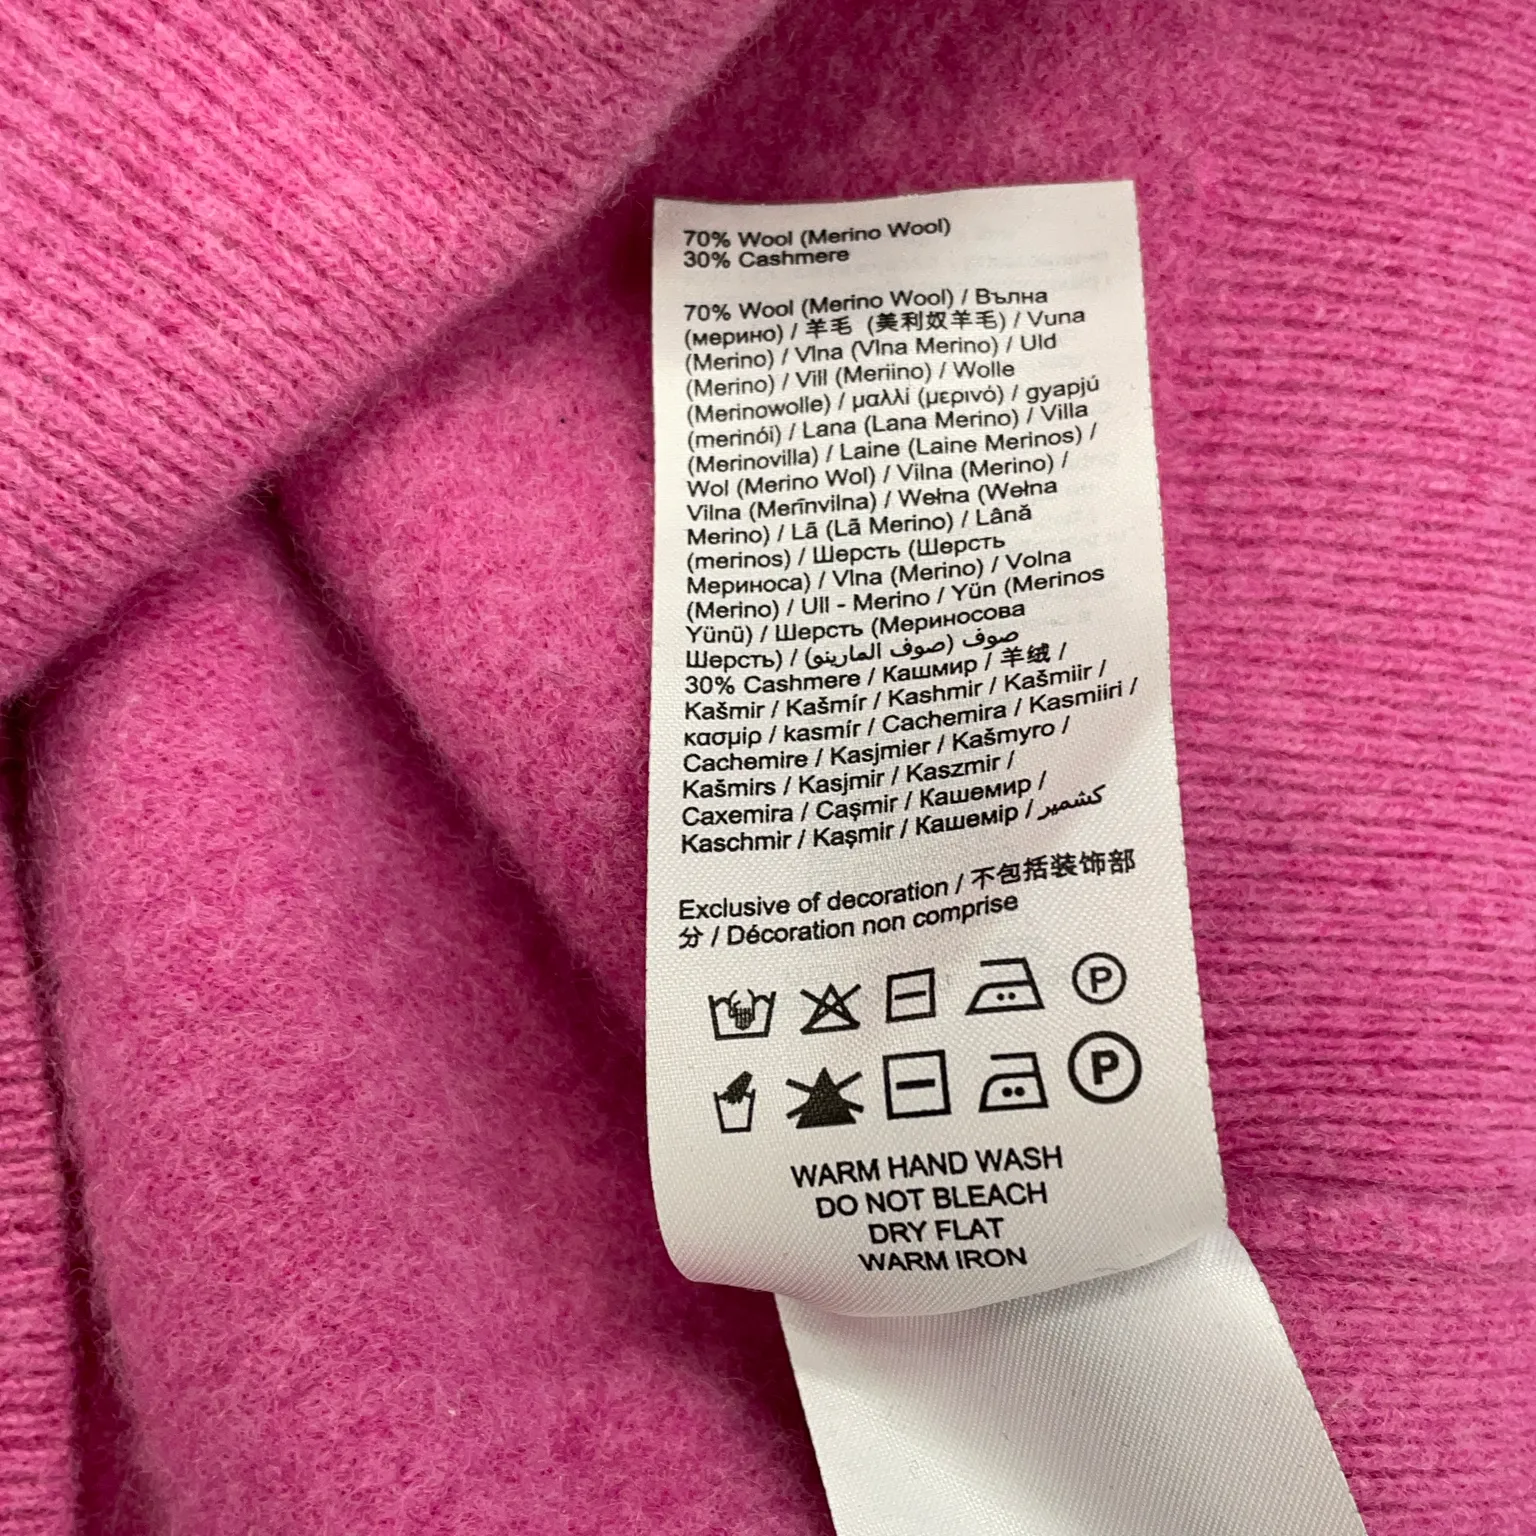 70% Wool (Merino Wool)
30% Cashmere
70% Wool (Merino Wool) / Вълна
(мерино) / 羊毛 (美利奴羊毛) / Vuna
(Merino) / Vlna (Vlna Merino) / Uld
(Merino) / Vill (Meriino) / Wolle
(Merinowolle) / μαλλί (μερινό) / gyapjú
(merinói) / Lana (Lana Merino) / Villa
(Merinovilla) / Laine (Laine Merinos) /
Wol (Merino Wol) / Vilna (Merino) /
Vilna (Merīnvilna) / Wełna (Wełna
Merino) / Lã (Lã Merino) / Lână
(merinos) / Шерсть (Шерсть
Мериноса) / Vlna (Merino) / Volna
(Merino) / Ull - Merino / Yün (Merinos
Yünü) / Шерсть (Мериносова
Шерсть) / صوف (صوف المارينو)
30% Cashmere / Кашмир / 羊绒 /
Kašmir / Kašmír / Kashmir / Kašmiir /
κασμιρ / kasmír / Cachemira / Kasmiiri /
Cachemire / Kasjmier / Kašmyro /
Kašmirs / Kasjmir / Kaszmir /
Caxemira / Caşmir / Кашемир /
Kaschmir / Kaşmir / Кашемір / كشمير
Exclusive of decoration / 不包括装饰部
分 / Décoration non comprise
P
P
WARM HAND WASH
DO NOT BLEACH
DRY FLAT
WARM IRON